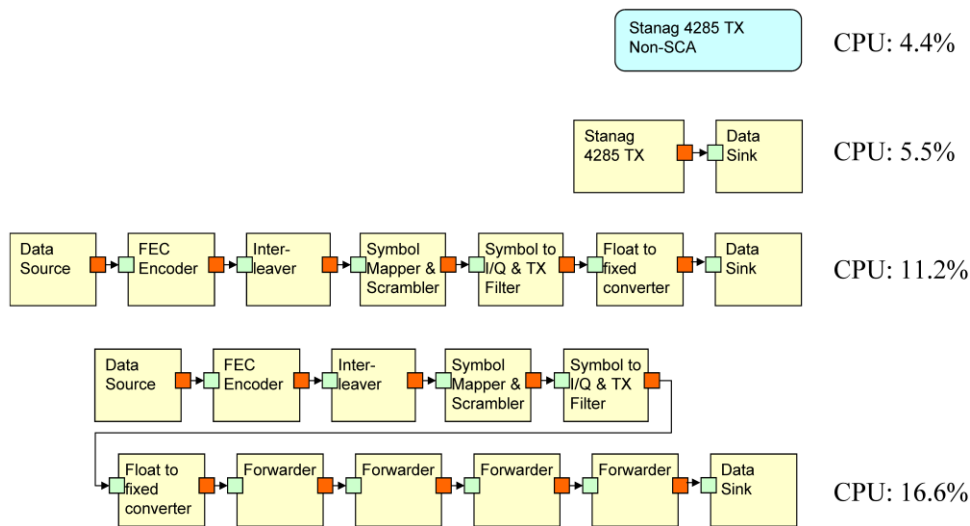 Stanag 4285 TX
Non-SCA
CPU: 4.4%
Stanag
4285 TX
Data
Sink
CPU: 5.5%
Data
Source
FEC
Encoder
Inter-
leaver
Symbol
Mapper &
Scrambler
Symbol to
I/Q & TX
Filter
Float to
fixed
converter
Data
Sink
CPU: 11.2%
Data
Source
FEC
Encoder
Inter-
leaver
Symbol
Mapper &
Scrambler
Symbol to
I/Q & TX
Filter
Float to
fixed
converter
Forwarder
Forwarder
Forwarder
Forwarder
Data
Sink
CPU: 16.6%